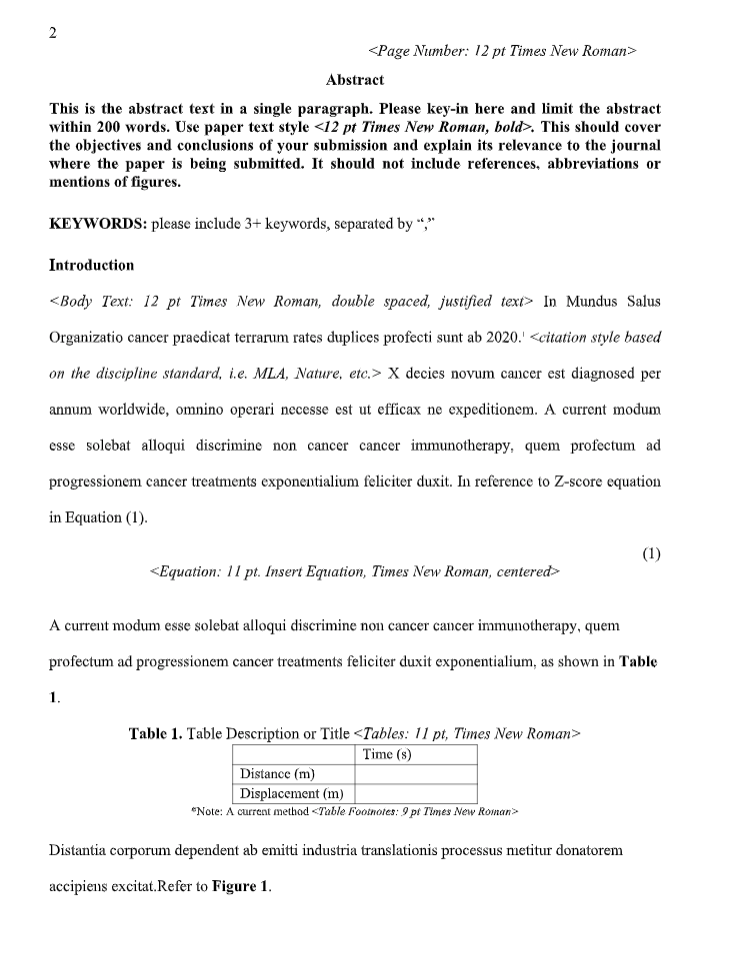 2
<Page Number: 12 pt Times New Roman>
Abstract
This is the abstract text in a single paragraph. Please key-in here and limit the abstract
within 200 words. Use paper text style <12 pt Times New Roman, bold>. This should cover
the objectives and conclusions of your submission and explain its relevance to the journal
where the paper is being submitted. It should not include references, abbreviations or
mentions of figures.
KEYWORDS: please include 3+ keywords, separated by “,”
Introduction
<Body Text: 12 pt Times New Roman, double spaced, justified text> In Mundus Salus
Organizatio cancer praedicat terrarum rates duplices profecti sunt ab 2020.¹ <citation style based
on the discipline standard, i.e. MLA, Nature, etc.> X decies novum cancer est diagnosed per
annum worldwide, omnino operari necesse est ut efficax ne expeditionem. A current modum
esse solebat alloqui discrimine non cancer cancer immunotherapy, quem profectum ad
progressionem cancer treatments exponentialium feliciter duxit. In reference to Z-score equation
in Equation (1).
(1)
<Equation: 11 pt. Insert Equation, Times New Roman, centered>
A current modum esse solebat alloqui discrimine non cancer cancer immunotherapy, quem
profectum ad progressionem cancer treatments feliciter duxit exponentialium, as shown in Table
1.
Table 1. Table Description or Title <Tables: 11 pt, Times New Roman>
Time (s)
Distance (m)
Displacement (m)
*Note: A current method <Table Footnotes: 9 pt Times New Roman>
Distantia corporum dependent ab emitti industria translationis processus metitur donatorem
accipiens excitat.Refer to Figure 1.